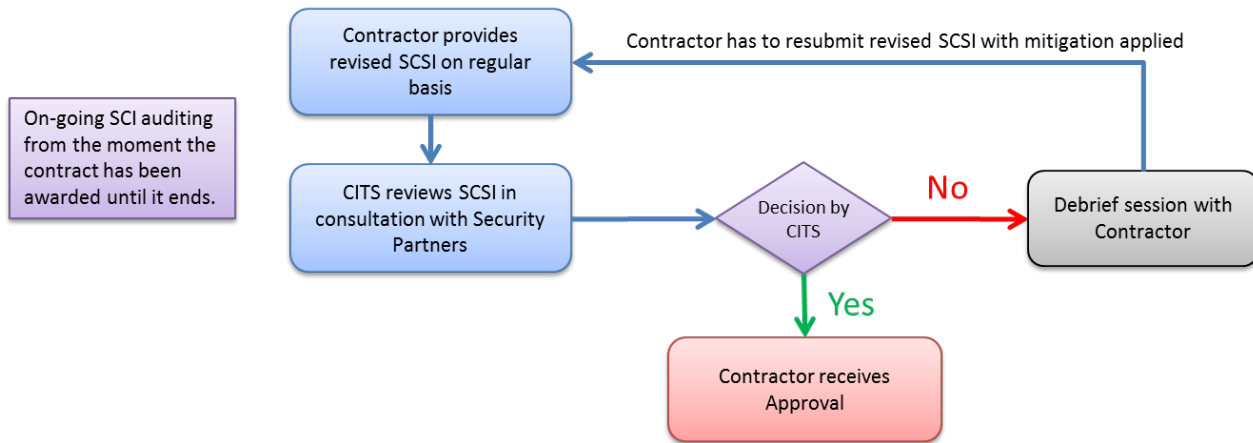 Contractor provides
revised SCSI on regular
basis
Contractor has to resubmit revised SCSI with mitigation applied
On-going SCI auditing
from the moment the
contract has been
awarded until it ends.
CITS reviews SCSI in
consultation with Security
Partners
Decision by
CITS
No
Debrief session with
Contractor
Yes
Contractor receives
Approval